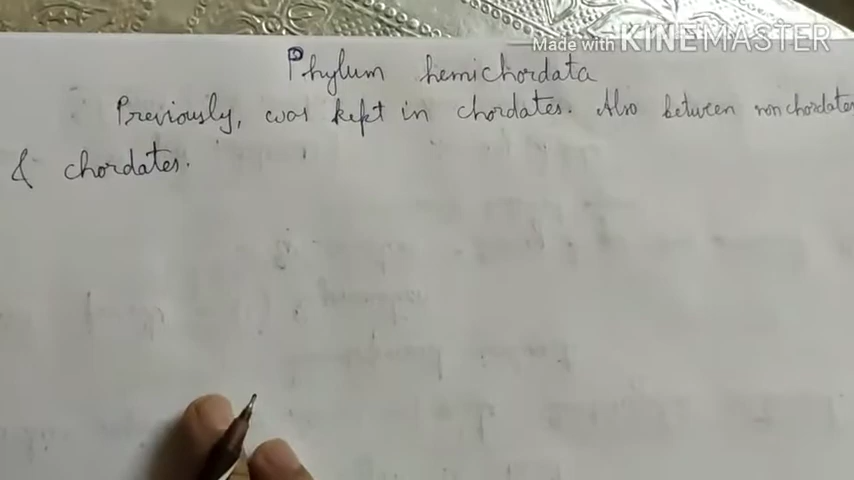 Made with KINEMASTER
Phylum hemichordata
Previously, was kept in chordates. Also between nonchordates
& chordates.